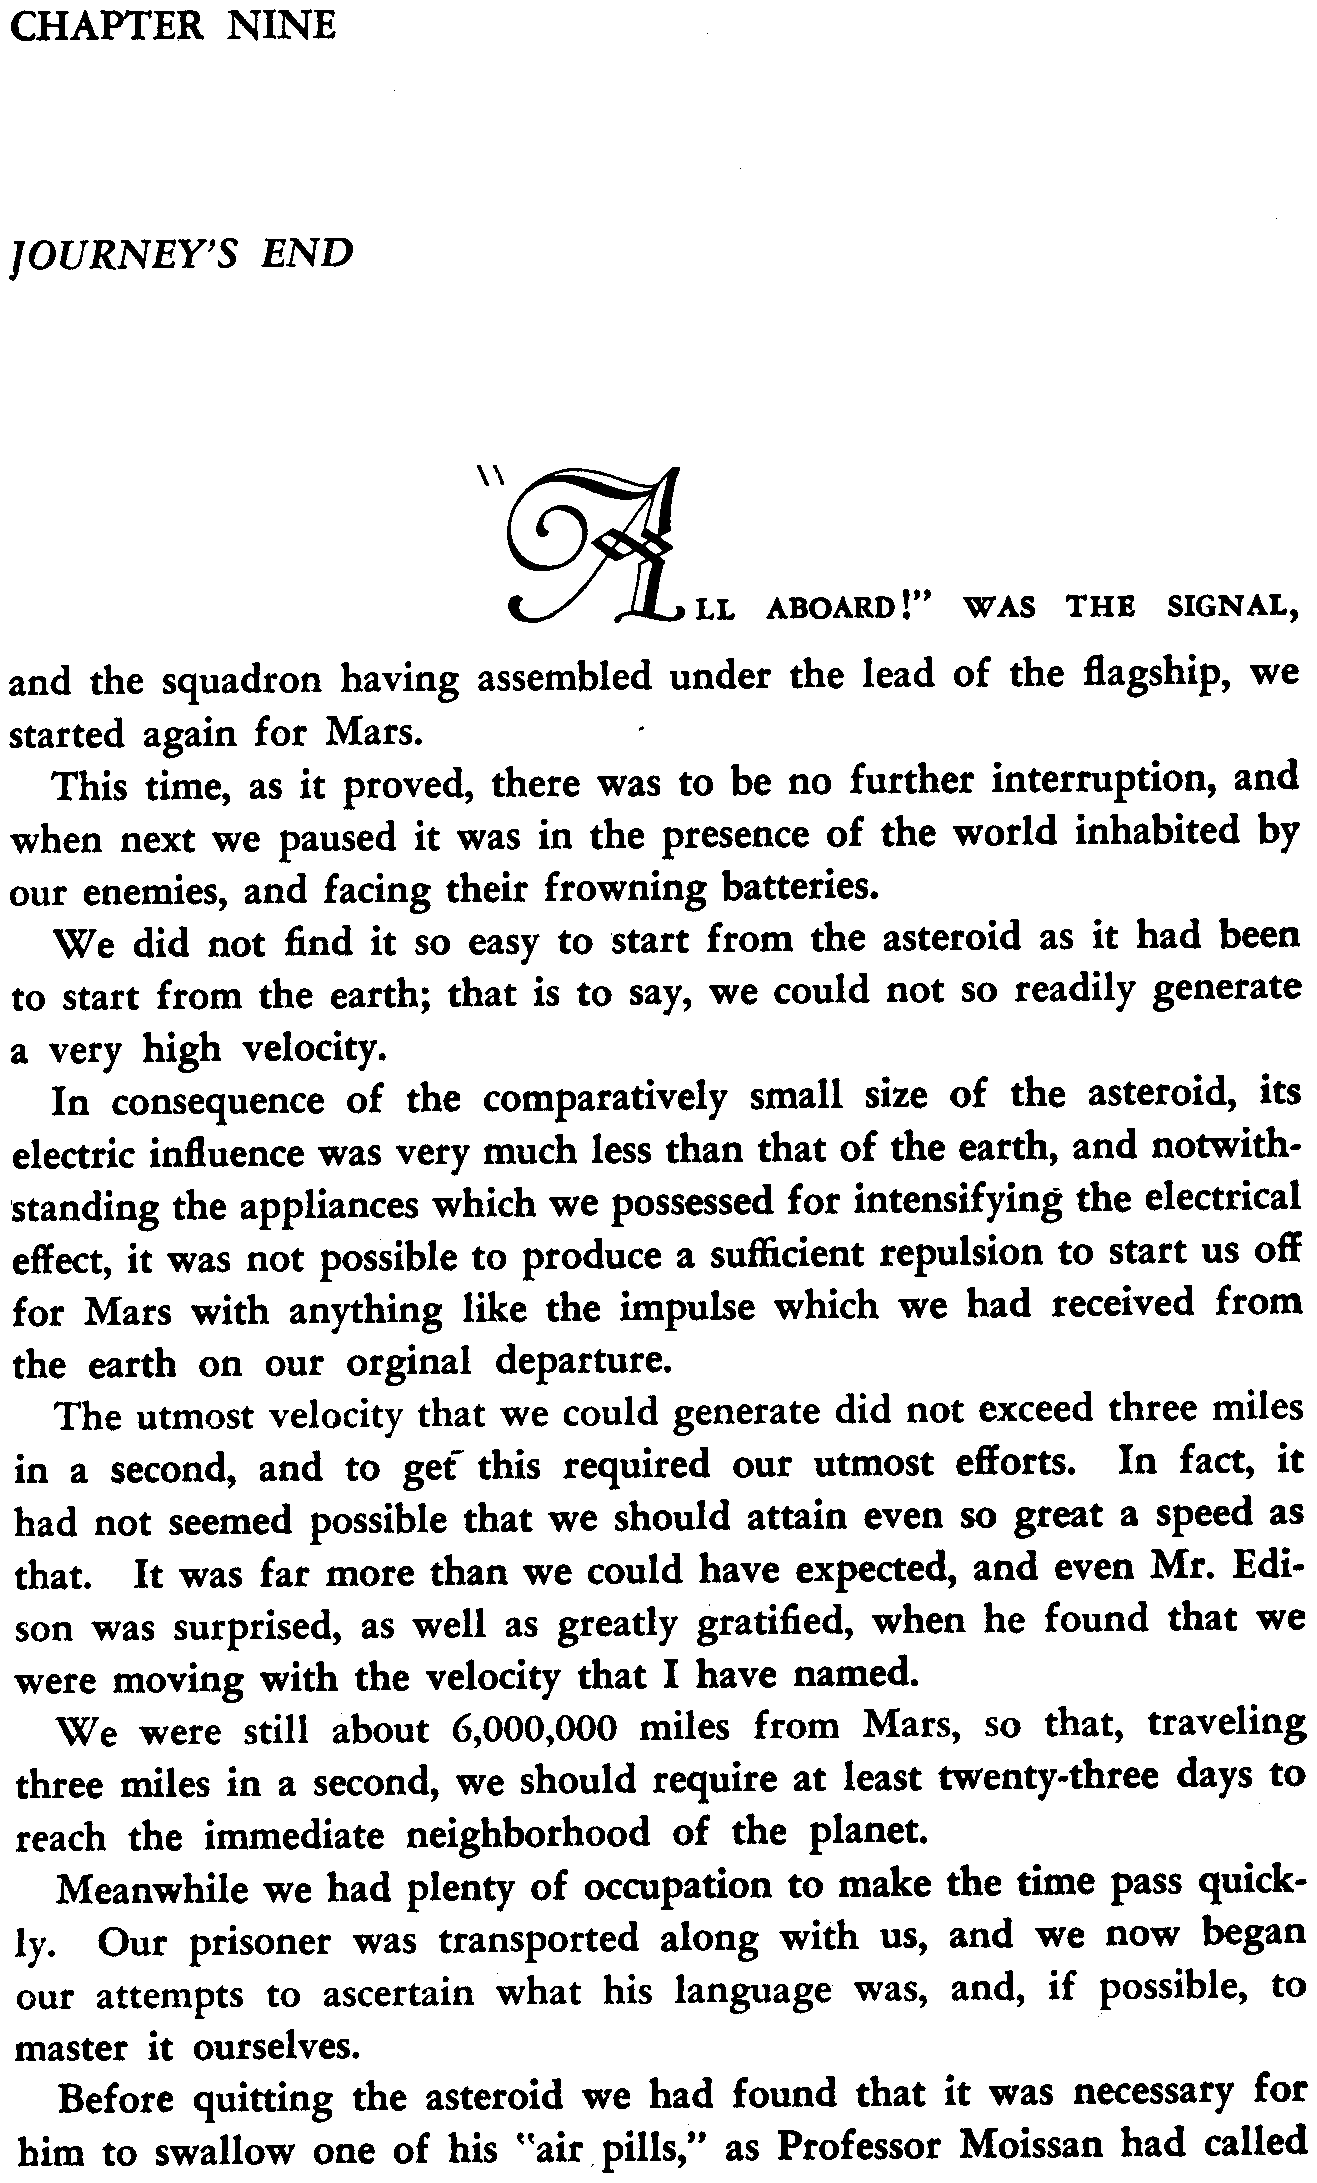 CHAPTER NINE
JOURNEY'S END
"ALL ABOARD!" WAS THE SIGNAL,
and the squadron having assembled under the lead of the flagship, we
started again for Mars.
This time, as it proved, there was to be no further interruption, and
when next we paused it was in the presence of the world inhabited by
our enemies, and facing their frowning batteries.
We did not find it so easy to start from the asteroid as it had been
to start from the earth; that is to say, we could not so readily generate
a very high velocity.
In consequence of the comparatively small size of the asteroid, its
electric influence was very much less than that of the earth, and notwith-
standing the appliances which we possessed for intensifying the electrical
effect, it was not possible to produce a sufficient repulsion to start us off
for Mars with anything like the impulse which we had received from
the earth on our orginal departure.
The utmost velocity that we could generate did not exceed three miles
in a second, and to get this required our utmost efforts. In fact, it
had not seemed possible that we should attain even so great a speed as
that. It was far more than we could have expected, and even Mr. Edi-
son was surprised, as well as greatly gratified, when he found that we
were moving with the velocity that I have named.
We were still about 6,000,000 miles from Mars, so that, traveling
three miles in a second, we should require at least twenty-three days to
reach the immediate neighborhood of the planet.
Meanwhile we had plenty of occupation to make the time pass quick-
ly. Our prisoner was transported along with us, and we now began
our attempts to ascertain what his language was, and, if possible, to
master it ourselves.
Before quitting the asteroid we had found that it was necessary for
him to swallow one of his "air pills," as Professor Moissan had called